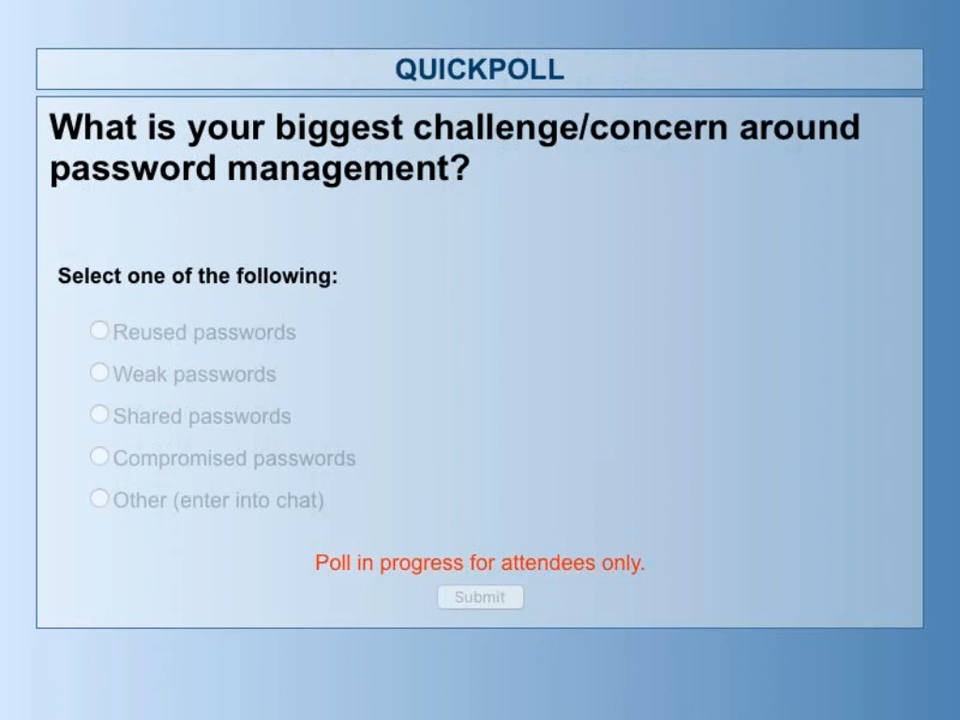 QUICKPOLL
What is your biggest challenge/concern around
password management?
Select one of the following:
Reused passwords
Weak passwords
Shared passwords
Compromised passwords
Other (enter into chat)
Poll in progress for attendees only.
Submit